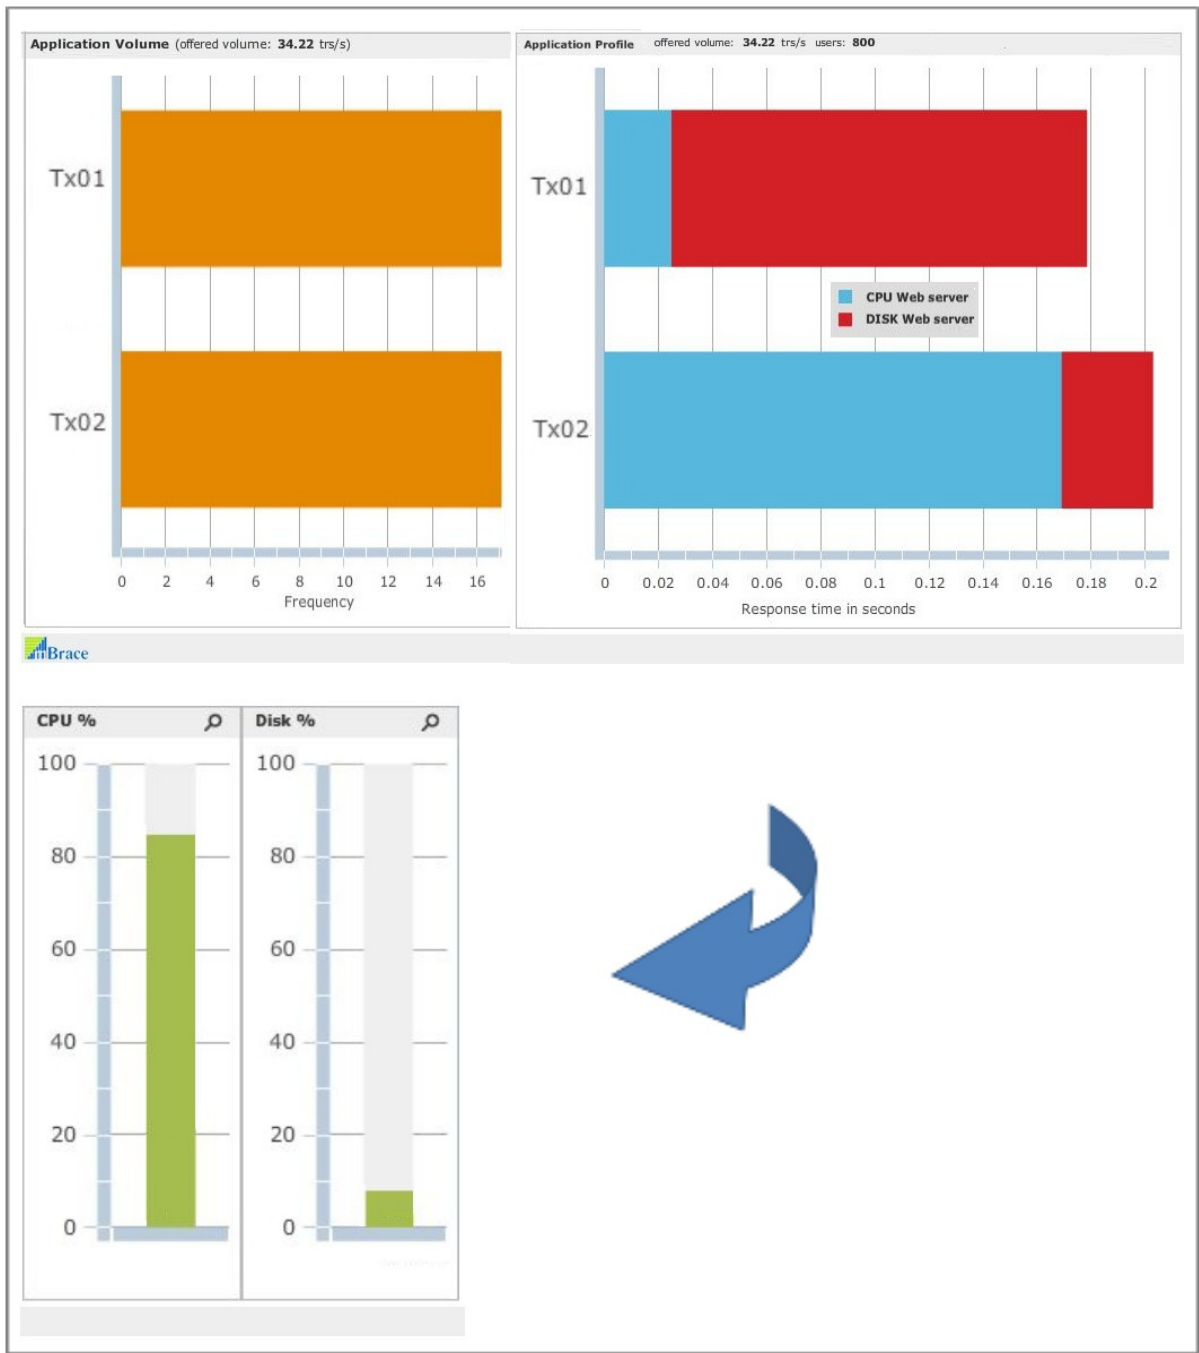 Application Volume (offered volume: 34.22 trs/s)
Tx01
Tx02
0 2 4 6 8 10 12 14 16
Frequency
Application Profile offered volume: 34.22 trs/s users: 800
Tx01
CPU Web server
DISK Web server
Tx02
0 0.02 0.04 0.06 0.08 0.1 0.12 0.14 0.16 0.18 0.2
Response time in seconds
Brace
CPU %
100
80
60
40
20
0
Disk %
100
80
60
40
20
0